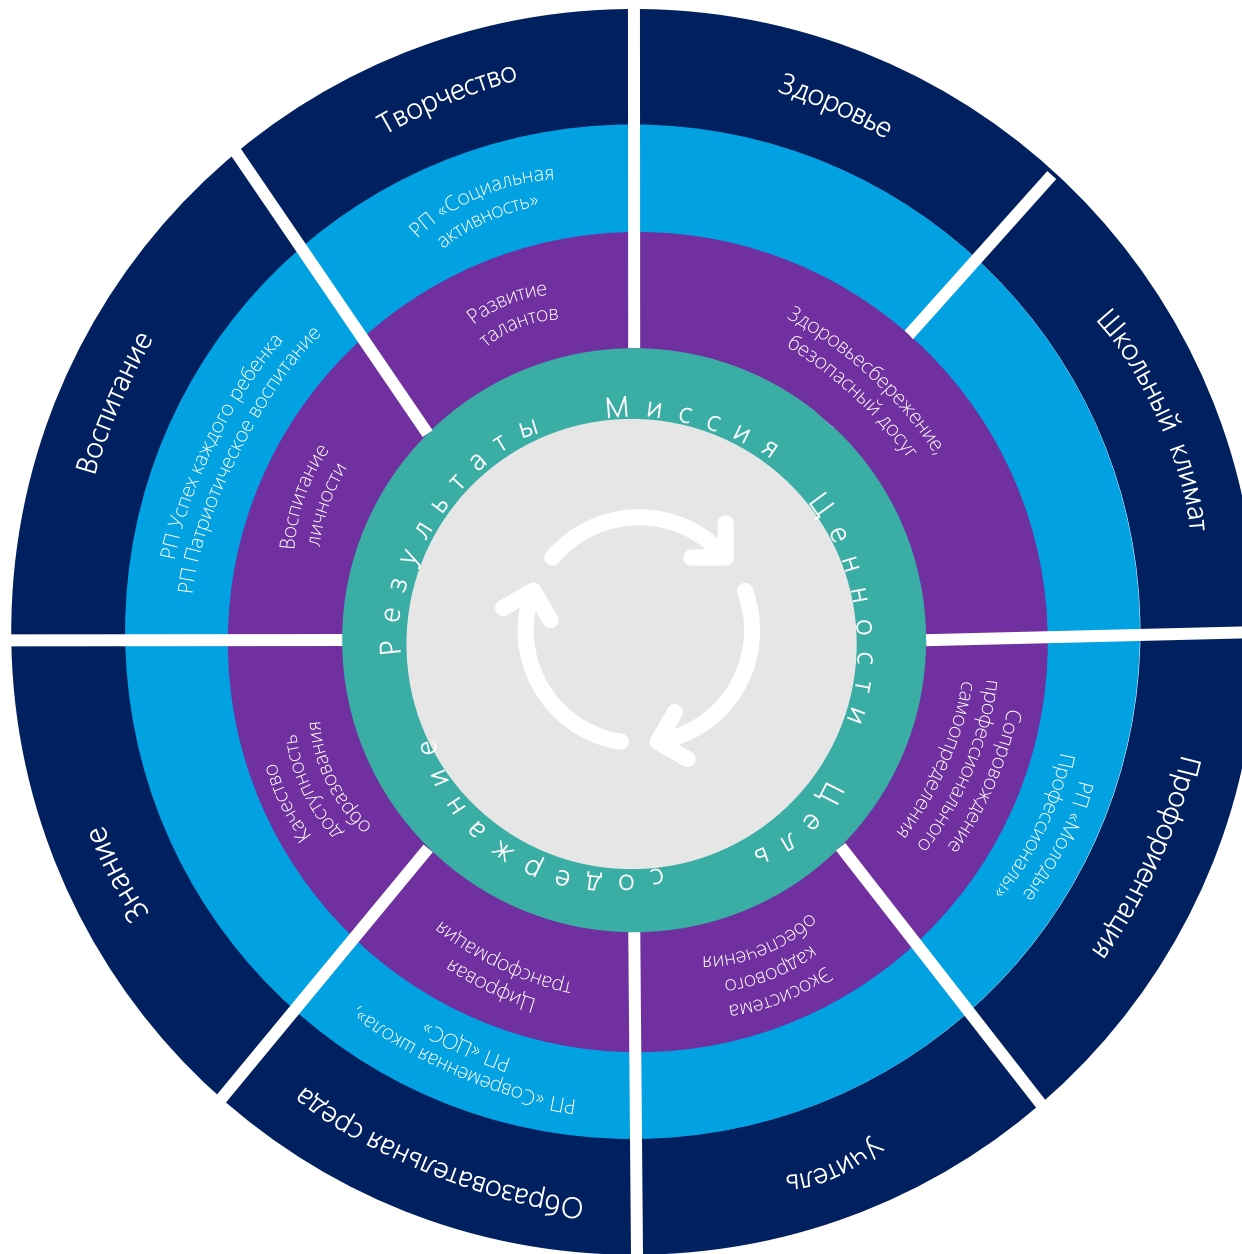 Творчество
Здоровье
Школьный климат
Профориентация
Учитель
Образовательная среда
Знание
Воспитание
РП «Социальная
активность»
РП «Молодые
Профессионалы»
РП «Современная школа»,
РП «ЦОС»
РП Успех каждого ребенка
РП Патриотическое воспитание
Развитие
талантов
Здоровьесбережение,
безопасный досуг
Сопровождение
профессионального
самоопределения
Экосистема
кадрового
обеспечения
Цифровая
трансформация
Качество
доступность
образования
Воспитание
личности
Миссия Ценности Цель содержание Результаты